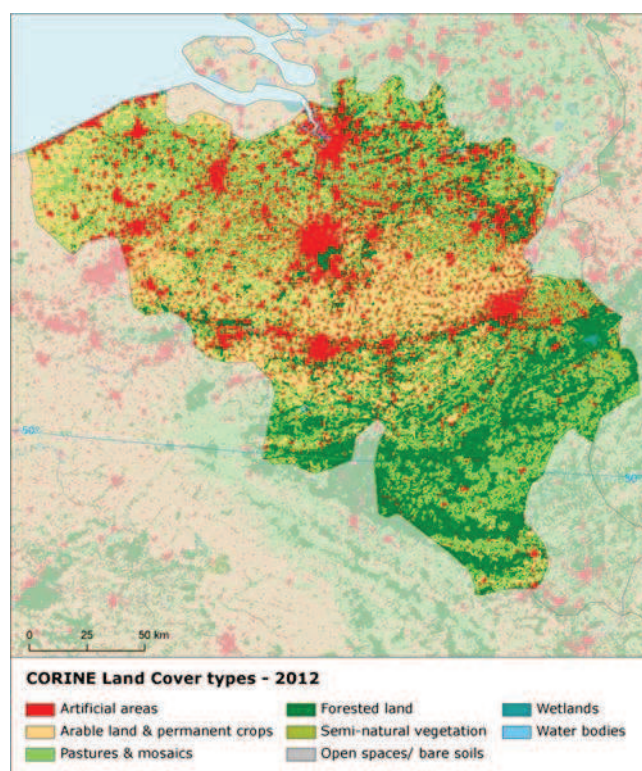 50°
50°
0 25 50 km
CORINE Land Cover types - 2012
Artificial areas
Arable land & permanent crops
Pastures & mosaics
Forested land
Semi-natural vegetation
Open spaces/ bare soils
Wetlands
Water bodies